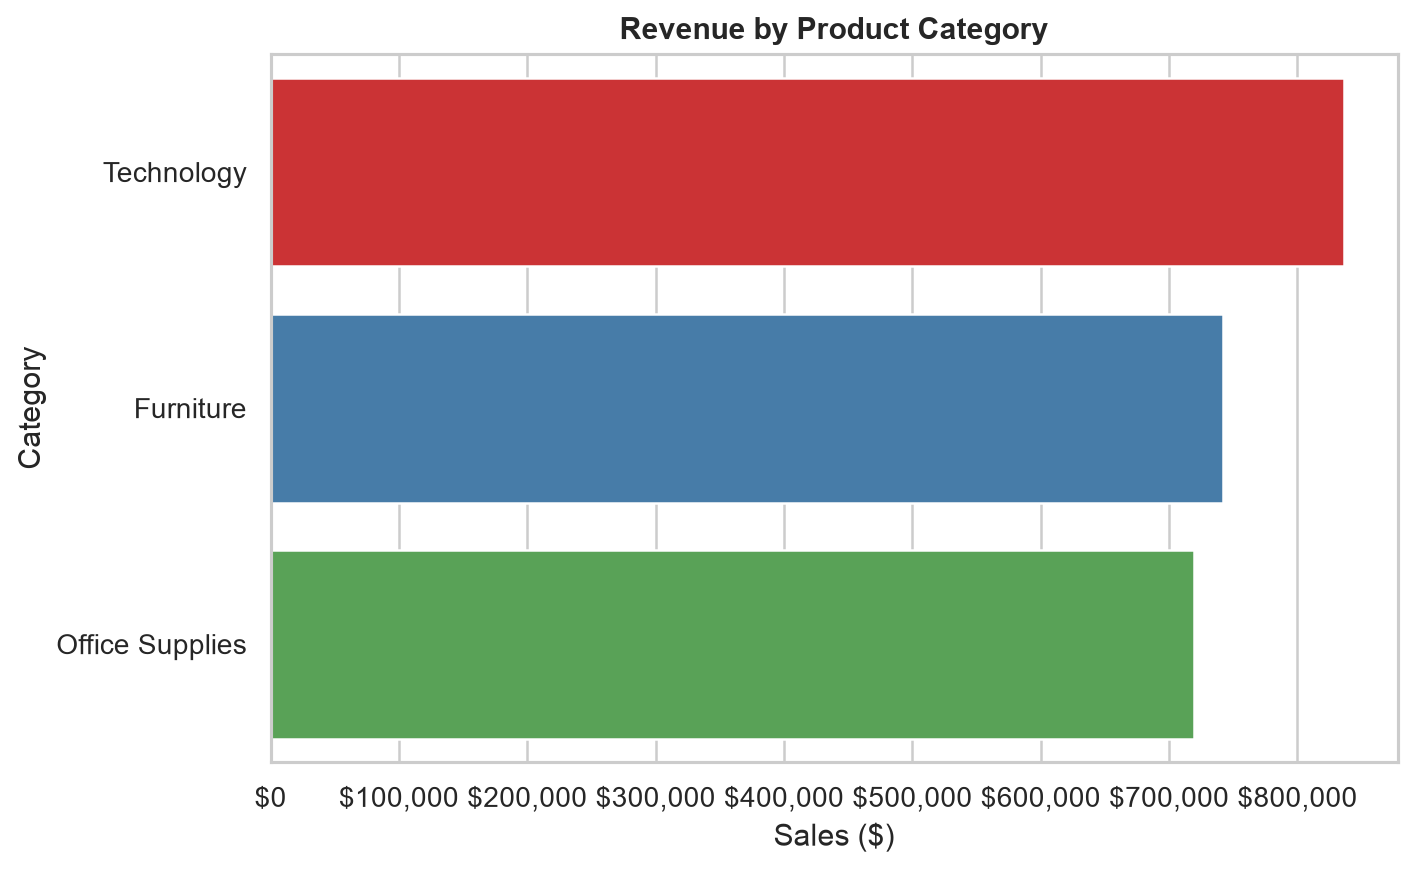 Revenue by Product Category
Technology
Furniture
Office Supplies
Category
$0 $100,000 $200,000 $300,000 $400,000 $500,000 $600,000 $700,000 $800,000
Sales ($)